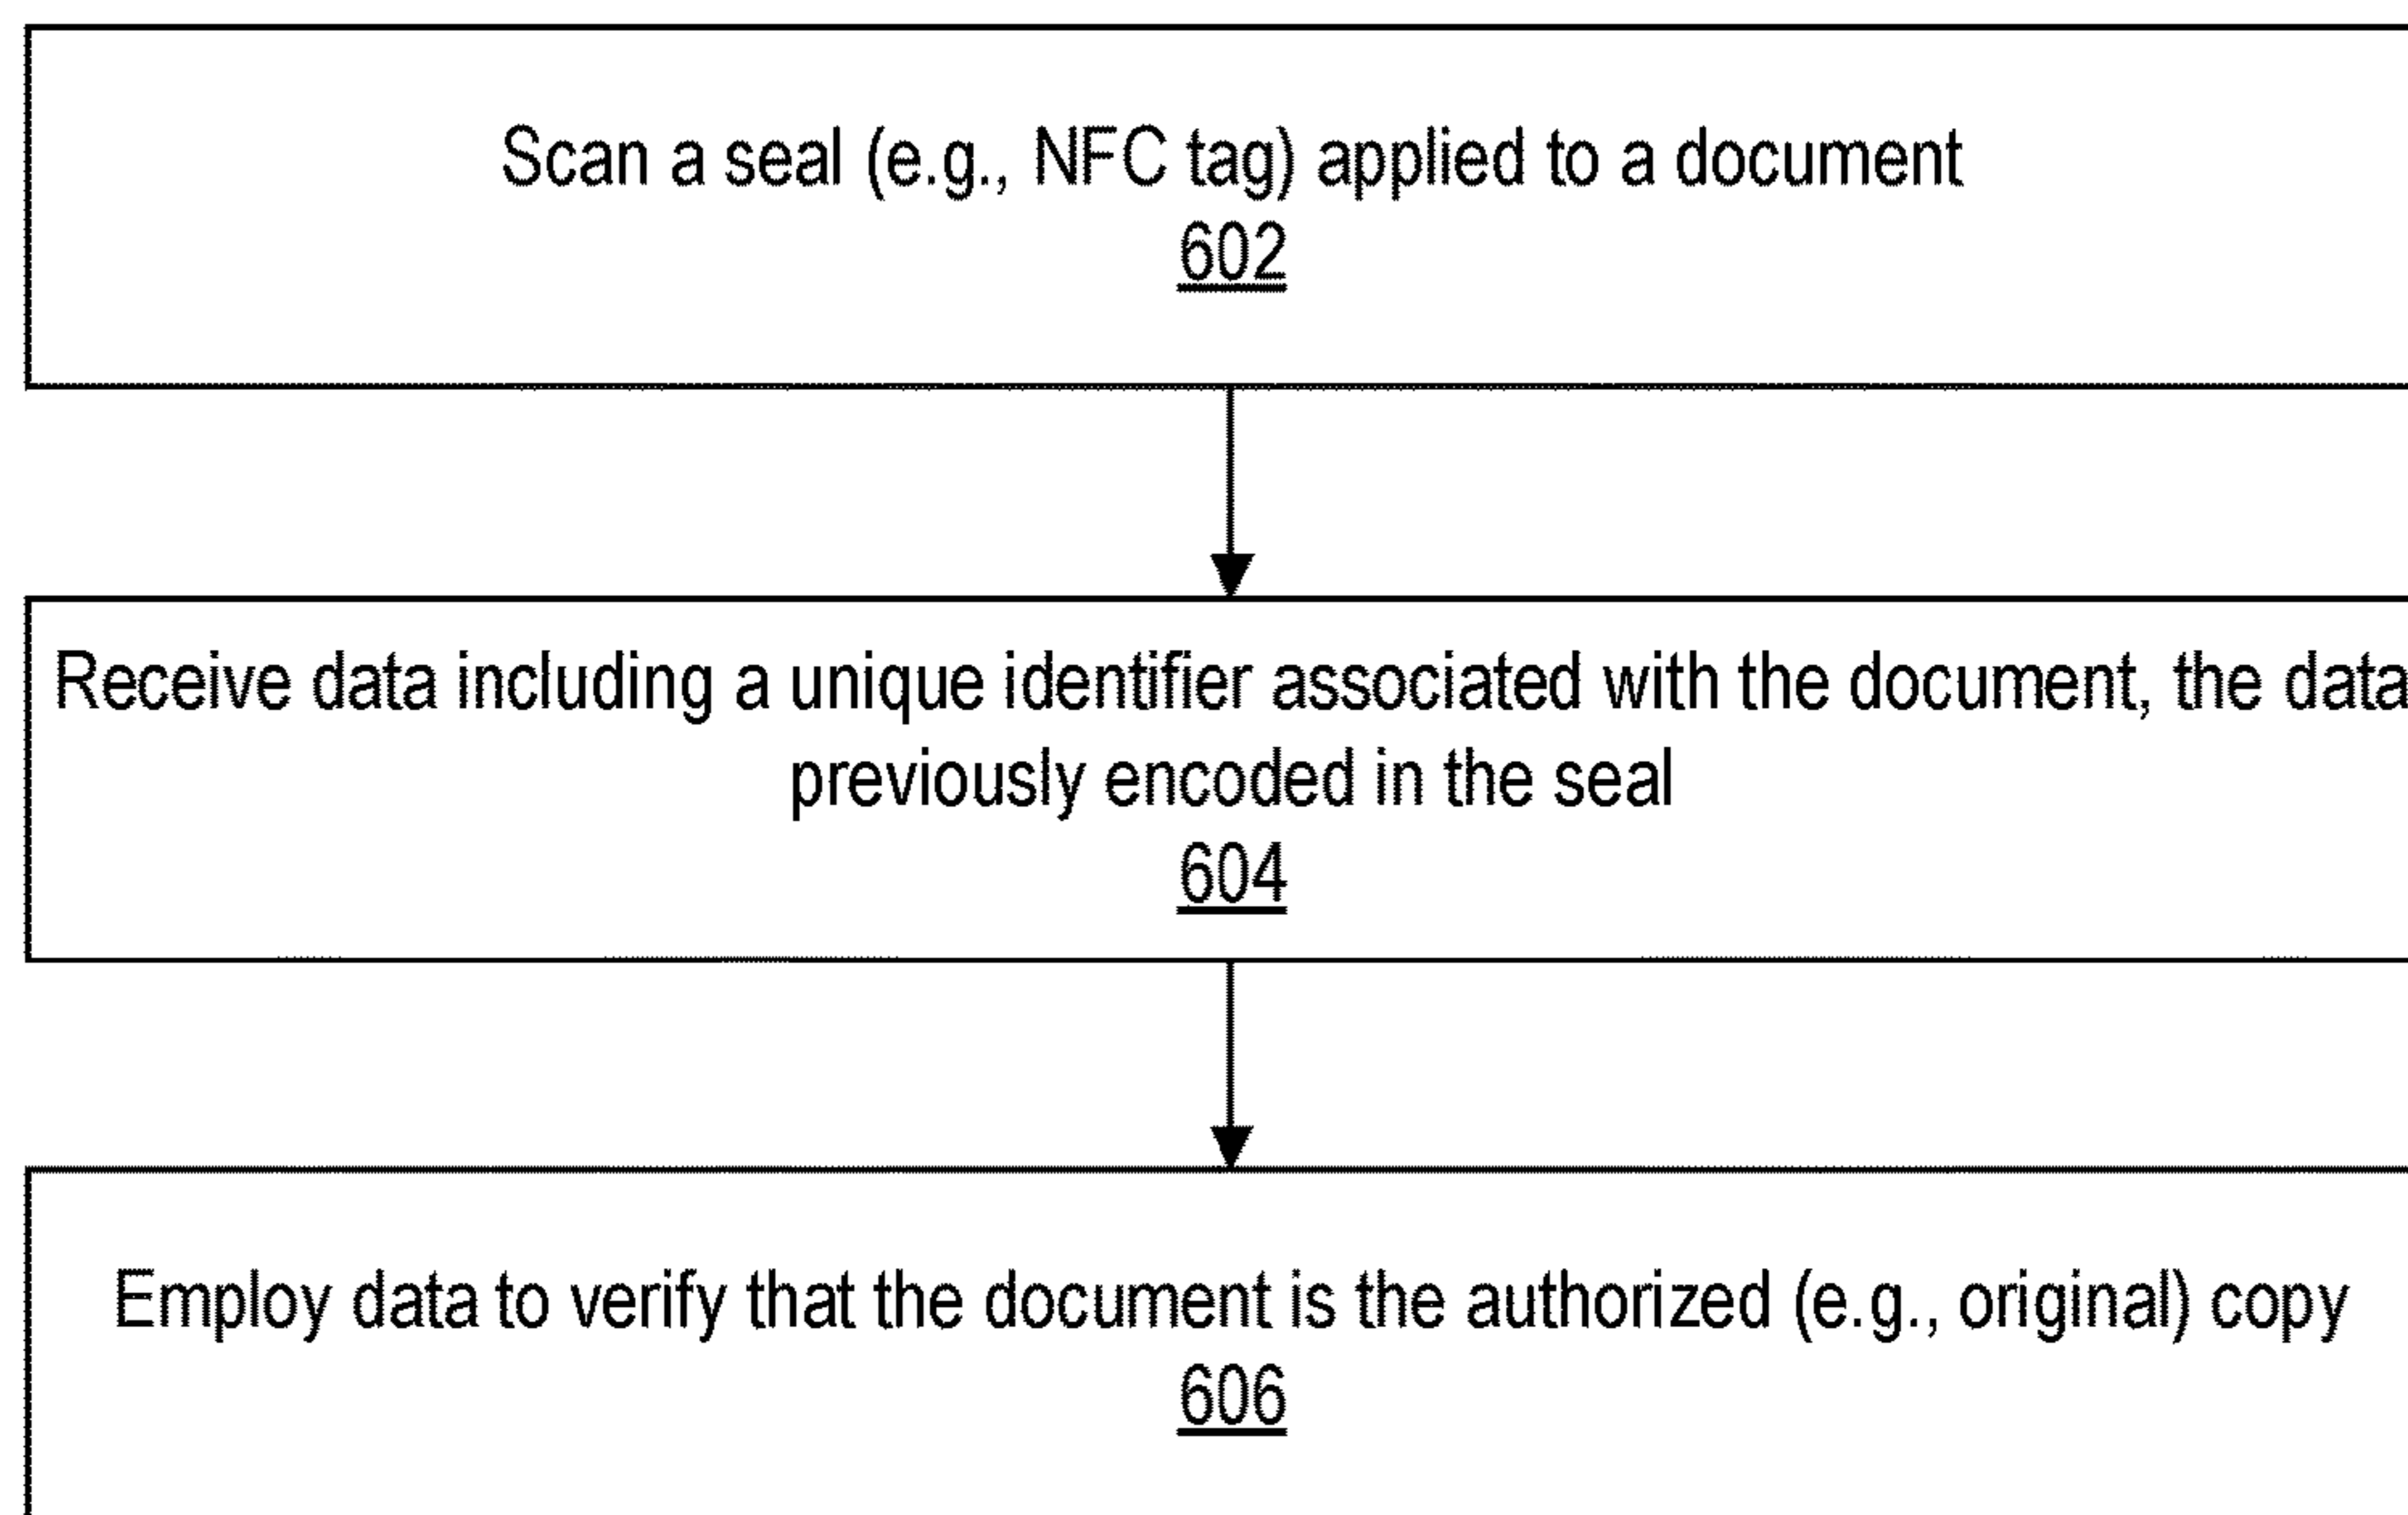 Scan a seal (e.g., NFC tag) applied to a document
602
Receive data including a unique identifier associated with the document, the data
previously encoded in the seal
604
Employ data to verify that the document is the authorized (e.g., original) copy
606